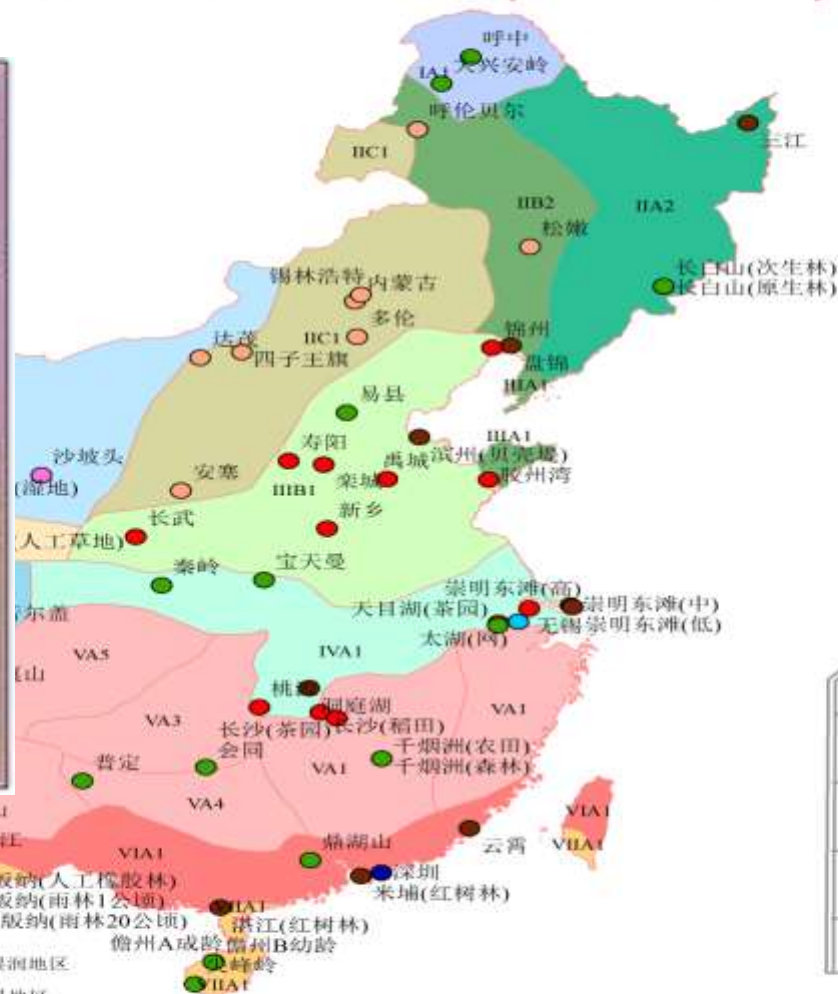 呼中
IA1
大兴安岭
呼伦贝尔
三江
IIC1
IIB2
IIA2
松嫩
长白山(次生林)
长白山(原生林)
锡林浩特
内蒙古
多伦
IIC1
达茂
四子王旗
锦州
盘锦
IIIA1
易县
IIIA1
寿阳
禹城
滨州(贝壳堤)
沙坡头
(湿地)
安塞
栾城
胶州湾
IIIB1
新乡
长武
(人工草地)
秦岭
宝天曼
崇明东滩(高)
天目湖(茶园)
崇明东滩(中)
尔盖
太湖(网)
无锡
崇明东滩(低)
VA5
IVA1
山
桃
洞庭湖
VA3
长沙(茶园)
长沙(稻田)
VA1
会同
千烟洲(农田)
普定
VA1
千烟洲(森林)
VA4
VIA1
江
鼎湖山
云霄
VIIA1
VIA1
深圳
版纳(人工橡胶林)
米埔(红树林)
版纳(雨林1公顷)
VIIA1
版纳(雨林20公顷)
湛江(红树林)
儋州A成龄
儋州B幼龄
峰岭
润地区
VIIA1